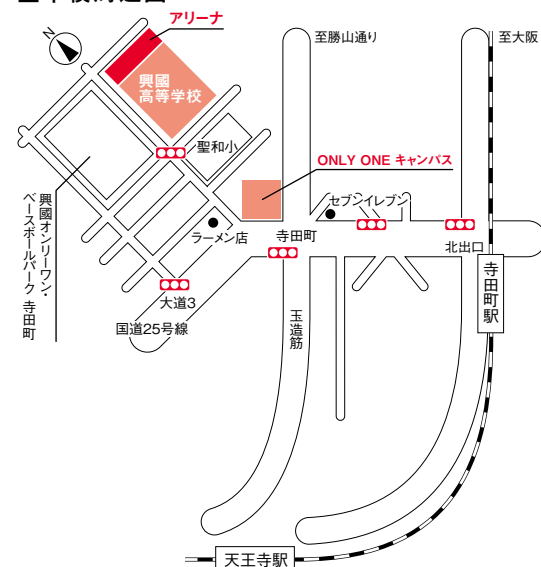 アリーナ
N
興國
高等学校
至勝山通り
至大阪
聖和小
ONLY ONE キャンパス
セブンイレブン
寺田町
北出口
ラーメン店
興國オンリーワン・
ベースボールパーク 寺田町
大道3
国道25号線
玉造筋
寺田町駅
天王寺駅